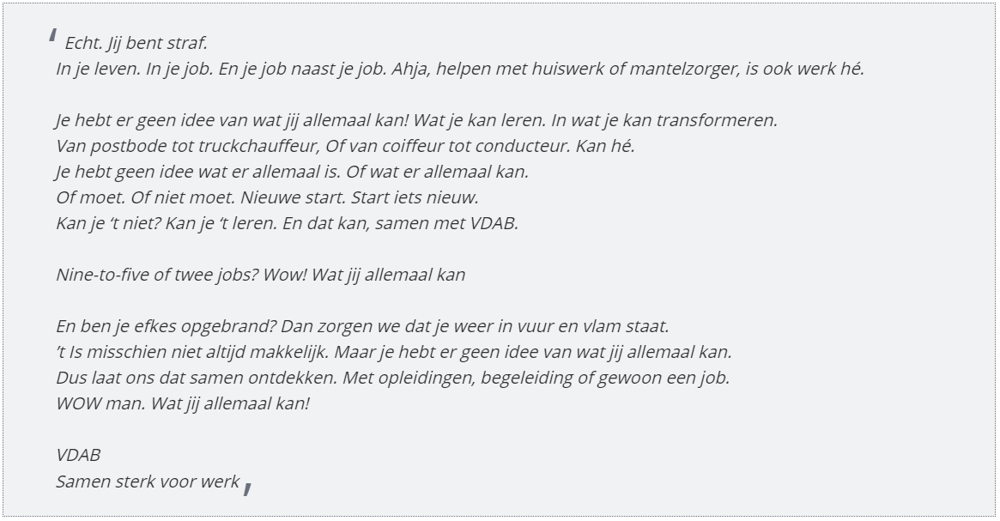 ‘ Echt. Jij bent straf.
In je leven. In je job. En je job naast je job. Ahja, helpen met huiswerk of mantelzorger, is ook werk hé.
Je hebt er geen idee van wat jij allemaal kan! Wat je kan leren. In wat je kan transformeren.
Van postbode tot truckchauffeur, Of van coiffeur tot conducteur. Kan hé.
Je hebt geen idee wat er allemaal is. Of wat er allemaal kan.
Of moet. Of niet moet. Nieuwe start. Start iets nieuw.
Kan je ‘t niet? Kan je ‘t leren. En dat kan, samen met VDAB.
Nine-to-five of twee jobs? Wow! Wat jij allemaal kan
En ben je efkes opgebrand? Dan zorgen we dat je weer in vuur en vlam staat.
’t Is misschien niet altijd makkelijk. Maar je hebt er geen idee van wat jij allemaal kan.
Dus laat ons dat samen ontdekken. Met opleidingen, begeleiding of gewoon een job.
WOW man. Wat jij allemaal kan!
VDAB
Samen sterk voor werk ’